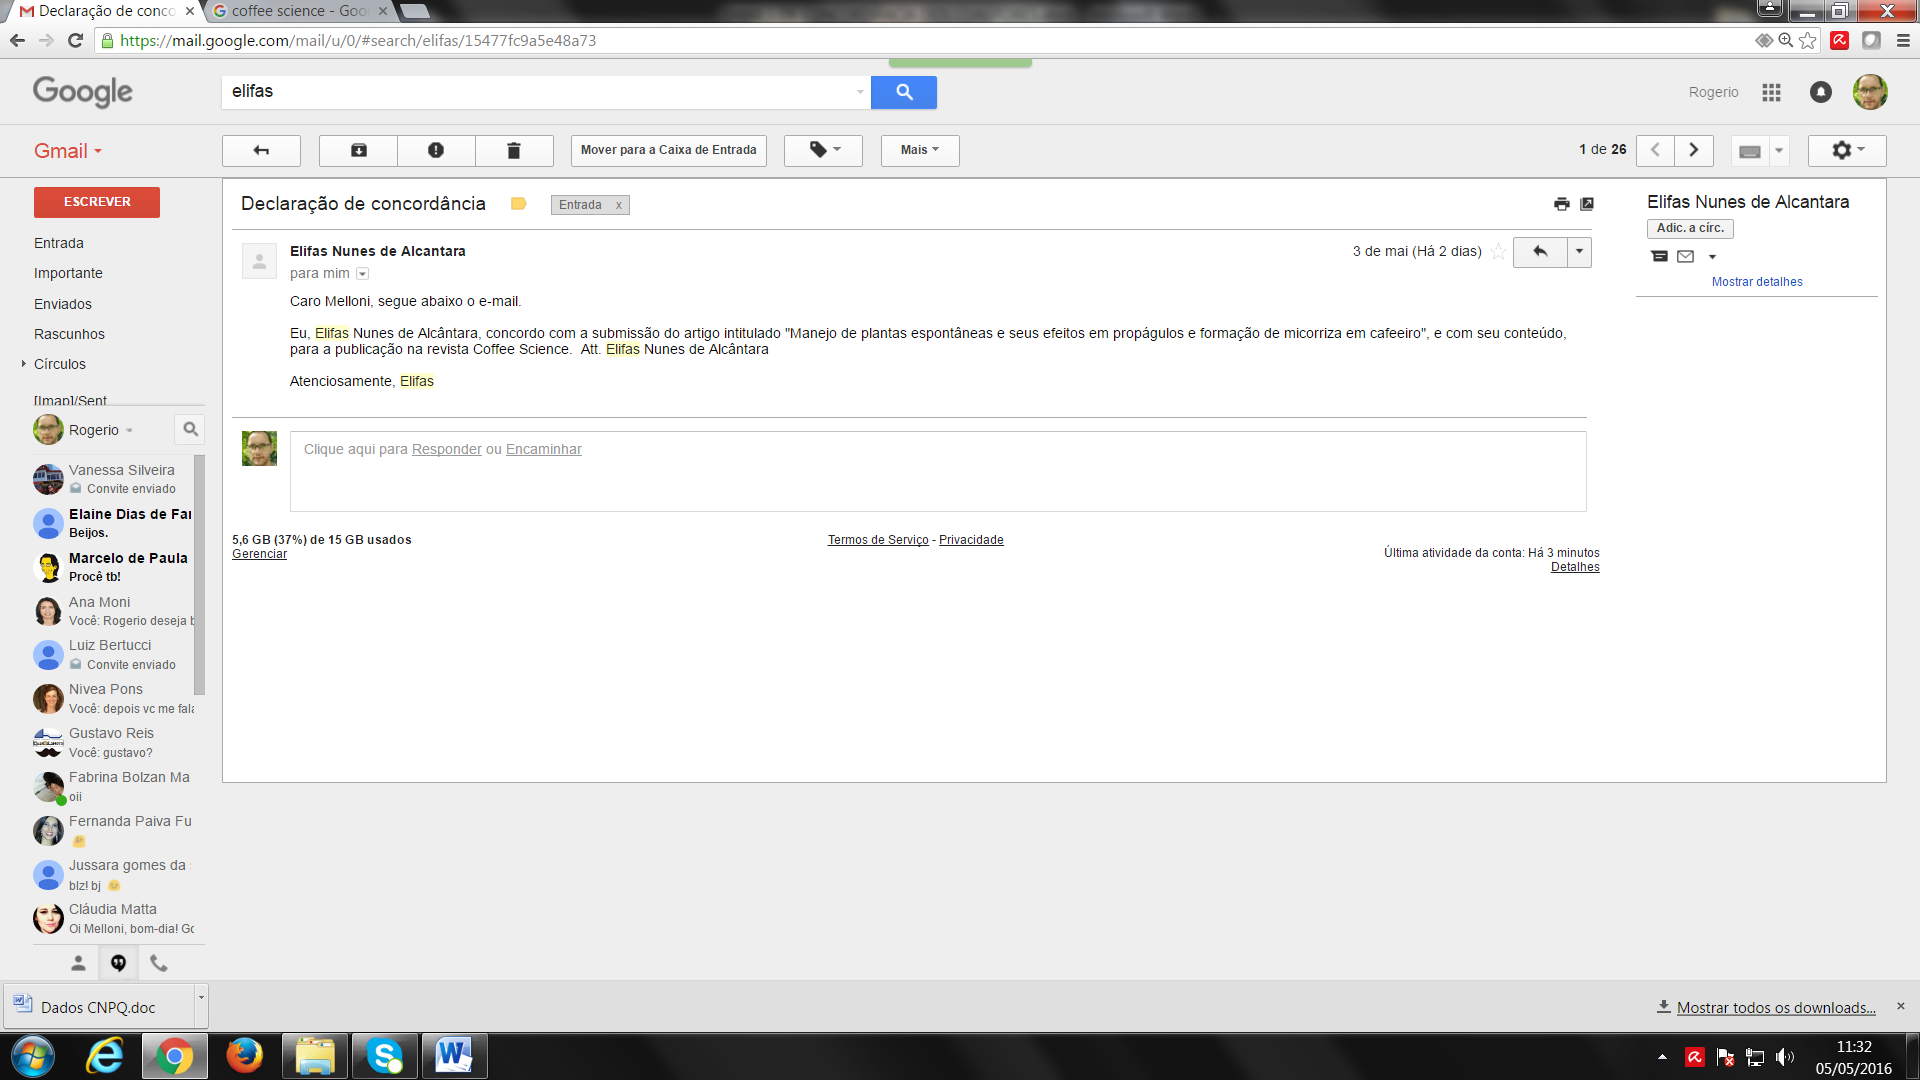 Declaração de conco
coffee science - Goo
https://mail.google.com/mail/u/0/#search/elifas/15477fc9a5e48a73
Google
elifas
Rogerio
Gmail
Mover para a Caixa de Entrada
Mais
1 de 26
ESCREVER
Entrada
Importante
Enviados
Rascunhos
Círculos
[Imap]/Sent
Rogerio
Vanessa Silveira
Convite enviado
Elaine Dias de Far
Beijos.
Marcelo de Paula
Procê tb!
Ana Moni
Você: Rogerio deseja b
Luiz Bertucci
Convite enviado
Nivea Pons
Você: depois vc me fala
Gustavo Reis
Você: gustavo?
Fabrina Bolzan Ma
oii
Fernanda Paiva Fu
Jussara gomes da
blz! bj
Cláudia Matta
Oi Melloni, bom-dia! Go
Declaração de concordância
Entrada x
Elifas Nunes de Alcantara
3 de mai (Há 2 dias)
para mim
Caro Melloni, segue abaixo o e-mail.
Eu, Elifas Nunes de Alcântara, concordo com a submissão do artigo intitulado "Manejo de plantas espontâneas e seus efeitos em propágulos e formação de micorriza em cafeeiro", e com seu conteúdo,
para a publicação na revista Coffee Science.  Att. Elifas Nunes de Alcântara
Atenciosamente, Elifas
Clique aqui para Responder ou Encaminhar
5,6 GB (37%) de 15 GB usados
Gerenciar
Termos de Serviço - Privacidade
Última atividade da conta: Há 3 minutos
Detalhes
Elifas Nunes de Alcantara
Adic. a círc.
Mostrar detalhes
Dados CNPQ.doc
Mostrar todos os downloads...
11:32
05/05/2016